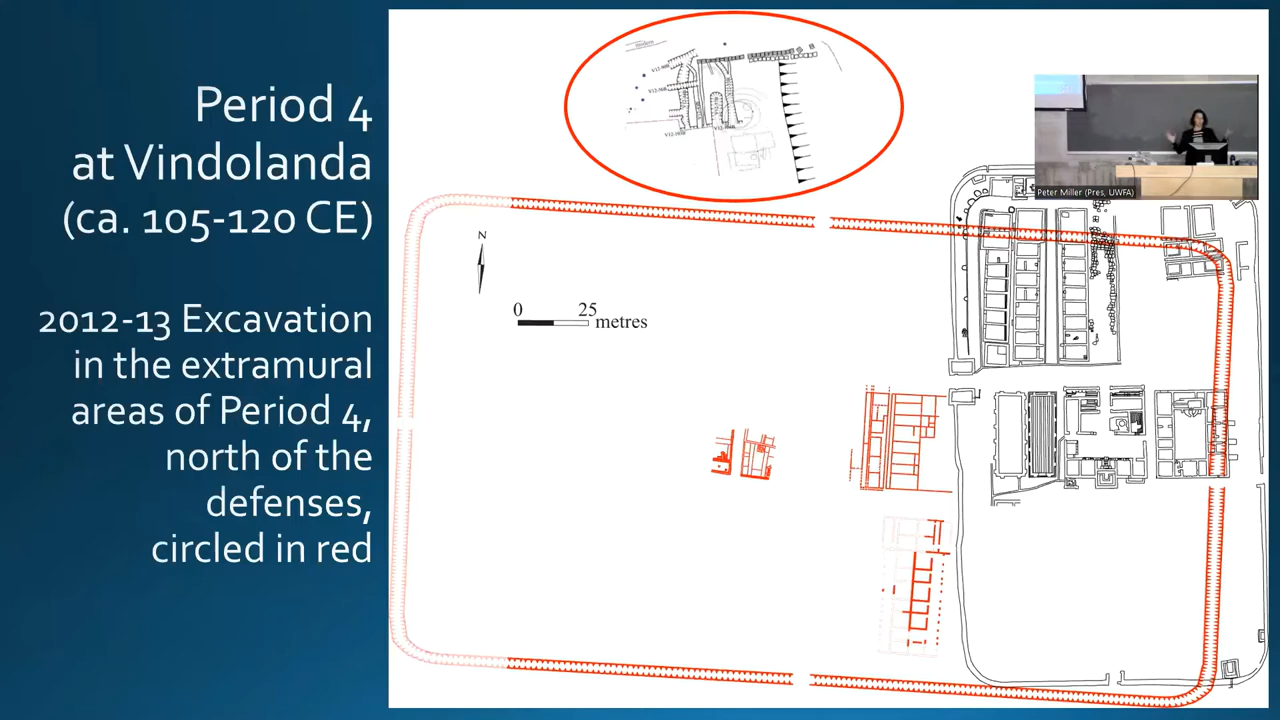 Period 4
at Vindolanda
(ca. 105-120 CE)
2012-13 Excavation
in the extramural
areas of Period 4,
north of the
defenses,
circled in red
N
0 25
metres
Peter Miller (Pres, UWFA)